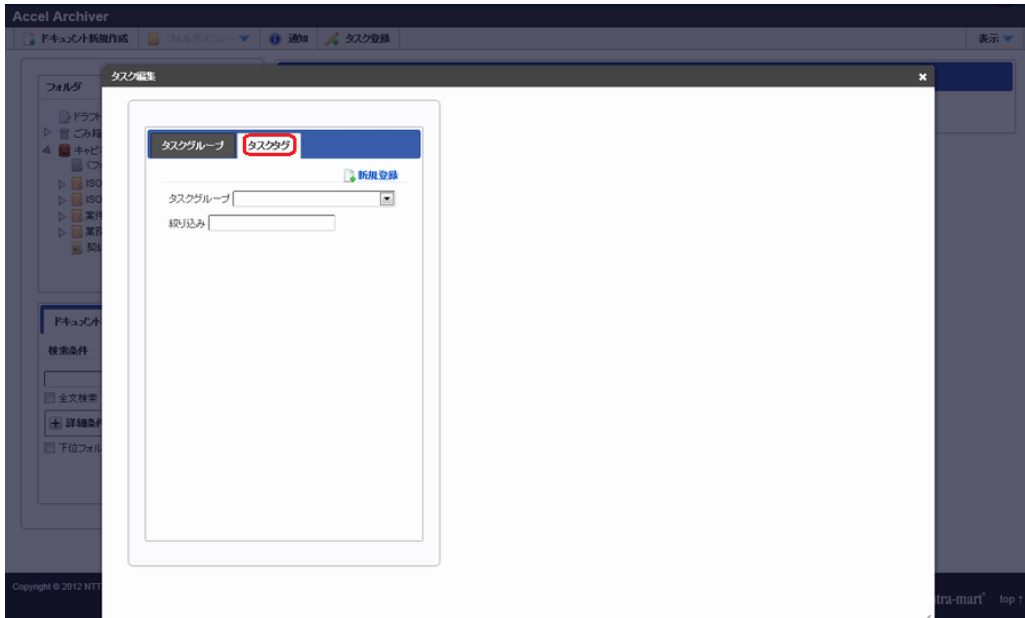 Accel Archiver
ドキュメント新規作成 フォルダメニュー 通知 タスク登録 表示
タスク編集
フォルダ
ドラフト
ごみ箱
キャビ
(フ
ISO
ISO
案件
業務
契約
タスクグループ タスクタグ
新規登録
タスクグループ
絞り込み
ドキュメント
検索条件
全文検索
詳細条件
下位フォル
Copyright © 2012 NTT
tra-mart top ↑